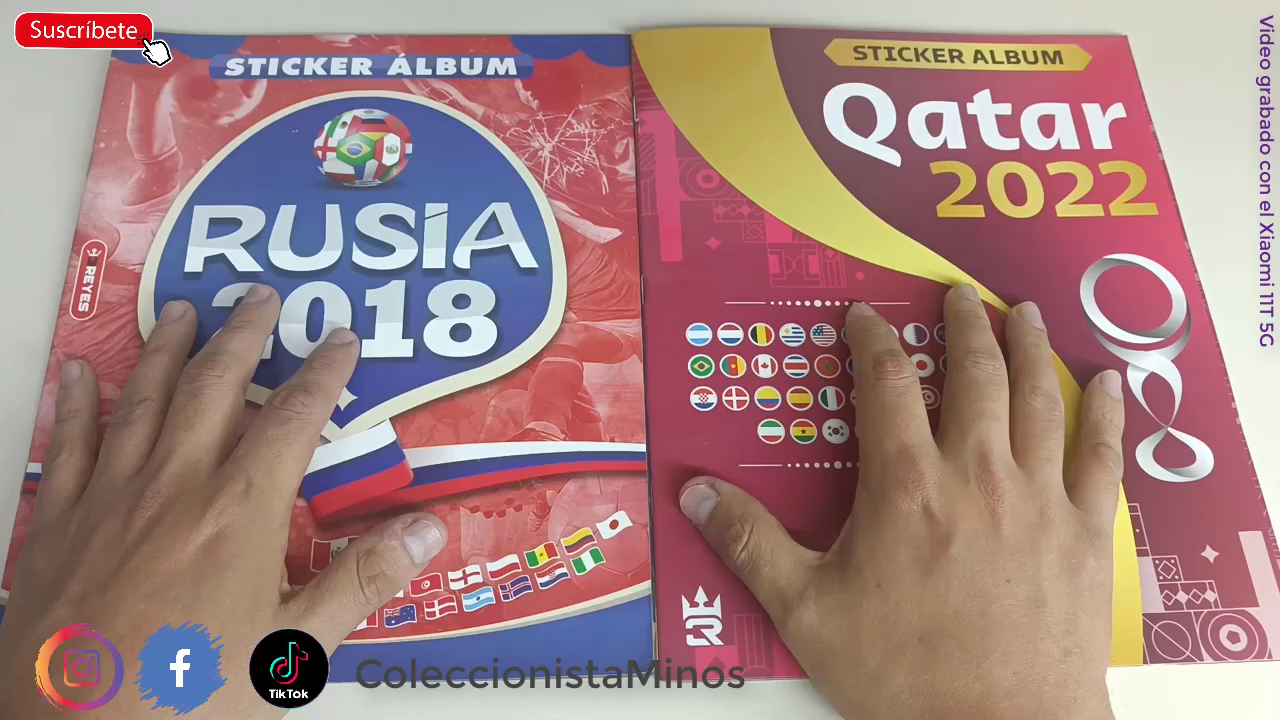 Suscríbete
STICKER ÁLBUM
RUSIA
2018
REYES
STICKER ALBUM
Qatar
2022
Video grabado con el Xiaomi 11T 5G
TikTok
ColeccionistaMinos